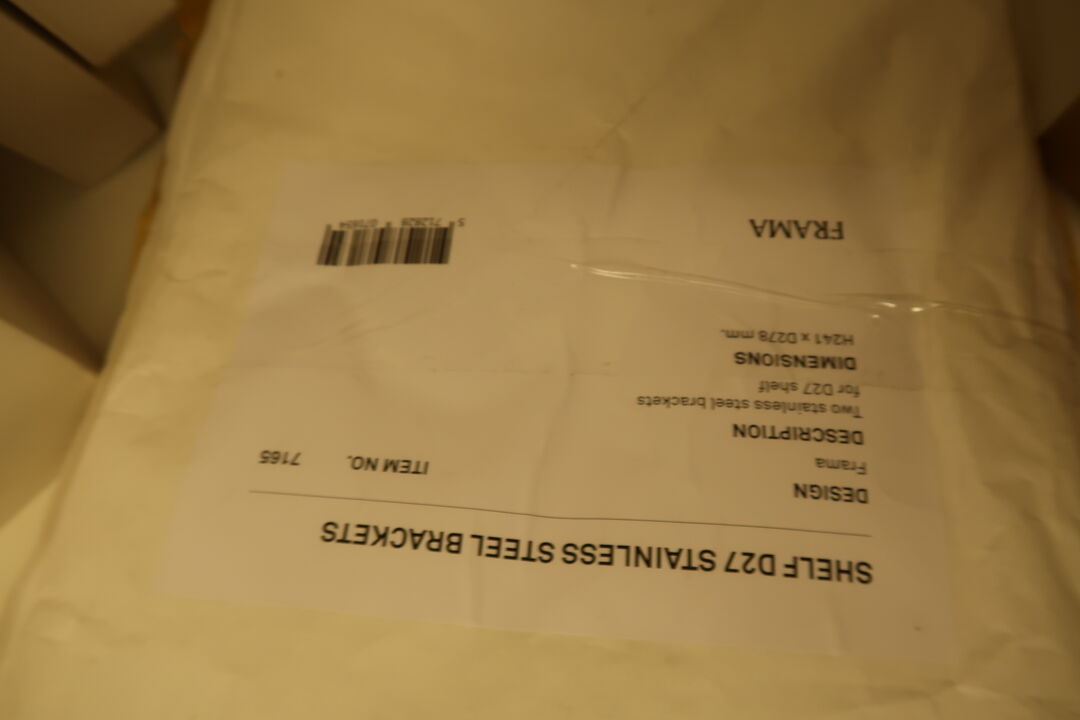 SHELF D27 STAINLESS STEEL BRACKETS
DESIGN
Frama
ITEM NO. 7165
DESCRIPTION
Two stainless steel brackets
for D27 shelf
DIMENSIONS
H241 x D278 mm.
FRAMA